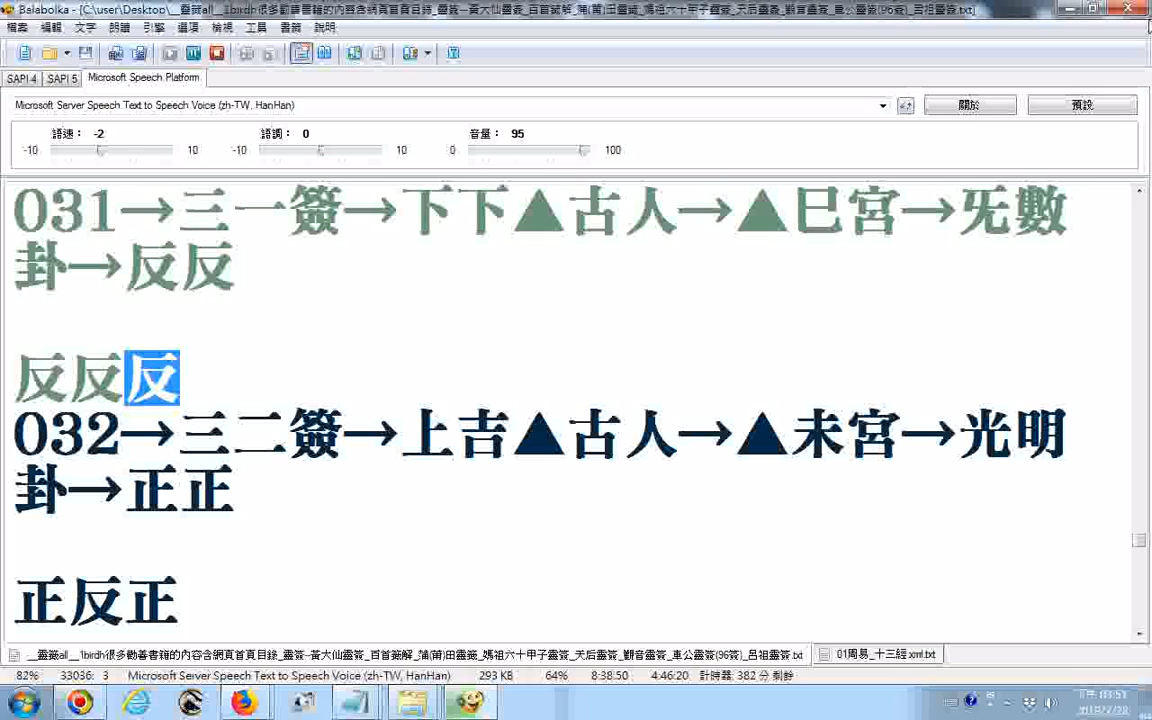 Balabolka - [C:\user\Desktop\__靈籤all__1birdh很多勸善書籍的內容含網頁首頁目錄_靈簽--黃大仙靈簽_百首籤解_蒲(莆)田靈籤_媽祖六十甲子靈籤_天后靈籤_觀音靈簽_車公靈簽(96簽)_呂祖靈簽.txt]
檔案 編輯 文字 朗讀 引擎 選項 檢視 工具 書籤 說明
SAPI 4 SAPI 5 Microsoft Speech Platform
Microsoft Server Speech Text to Speech Voice (zh-TW, HanHan) 關於 預設
語速： -2 語調： 0 音量： 95
-10 10 -10 10 0 100
031→三一簽→下下▲古人→▲巳宮→旡數
卦→反反
反反反
032→三二簽→上吉▲古人→▲未宮→光明
卦→正正
正反正
__靈籤all__1birdh很多勸善書籍的內容含網頁首頁目錄_靈簽--黃大仙靈簽_百首籤解_蒲(莆)田靈籤_媽祖六十甲子靈籤_天后靈簽_觀音靈簽_車公靈簽(96簽)_呂祖靈簽.txt 01周易_十三經.xml.txt
82% 33036: 3 Microsoft Server Speech Text to Speech Voice (zh-TW, HanHan) 293 KB 64% 8:38:50 4:46:20 計時器: 382 分 剩餘